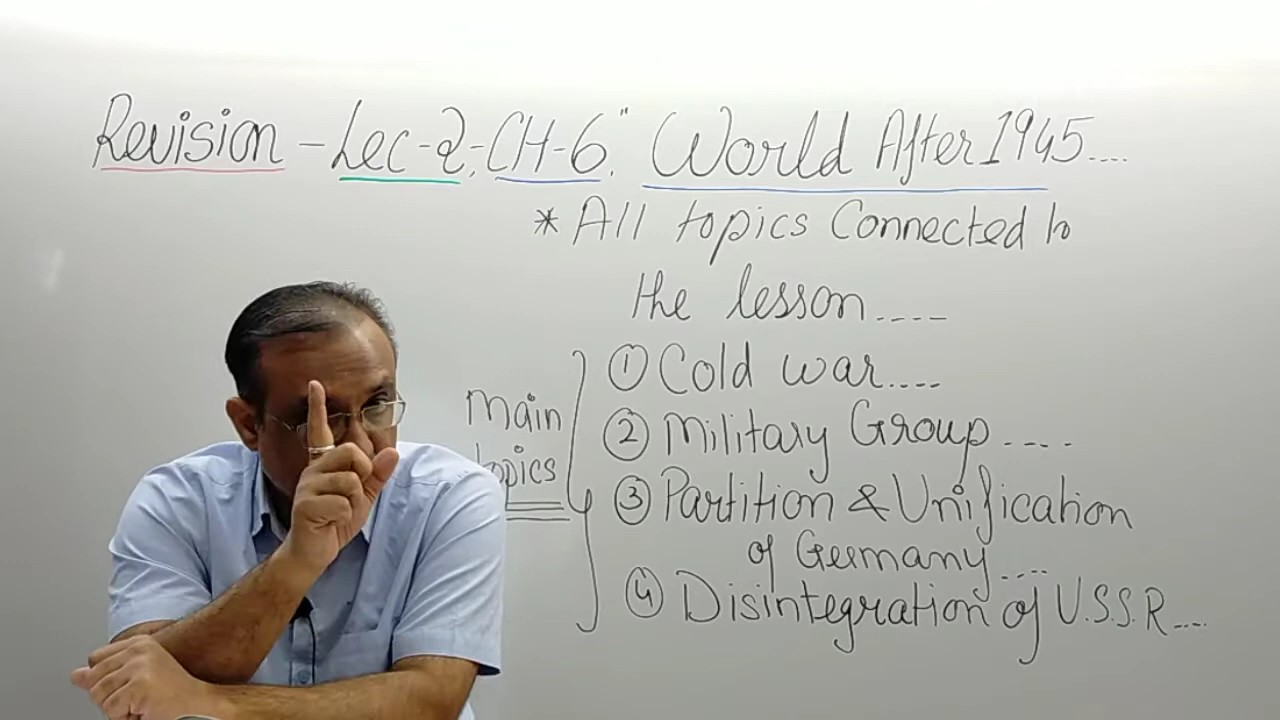 Revision - Lec-2, CH-6, " World After 1945....
* All topics Connected to
the lesson ....
Main topics
① Cold war....
② Military Group ....
③ Partition & Unification
of Germany....
④ Disintegration of U.S.S.R....